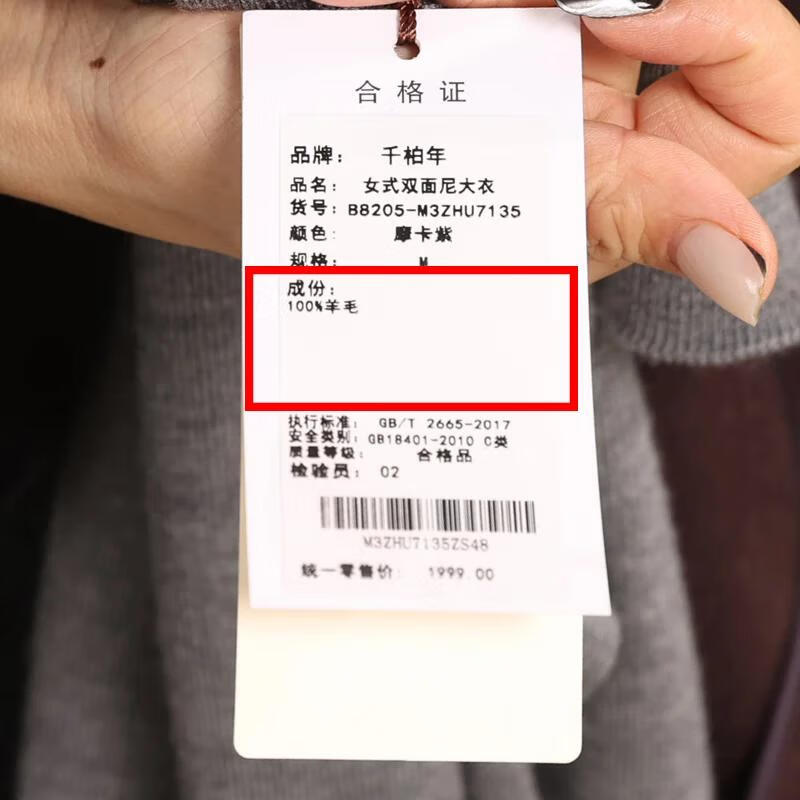 合格证
品牌： 千柏年
品名： 女式双面尼大衣
货号：B8205-M3ZHU7135
颜色： 摩卡紫
规格： M
成份：
100%羊毛
执行标准： GB/T 2665-2017
安全类别：GB18401-2010 C类
质量等级： 合格品
检验员： 02
M3ZHU7135ZS48
统一零售价： 1999.00